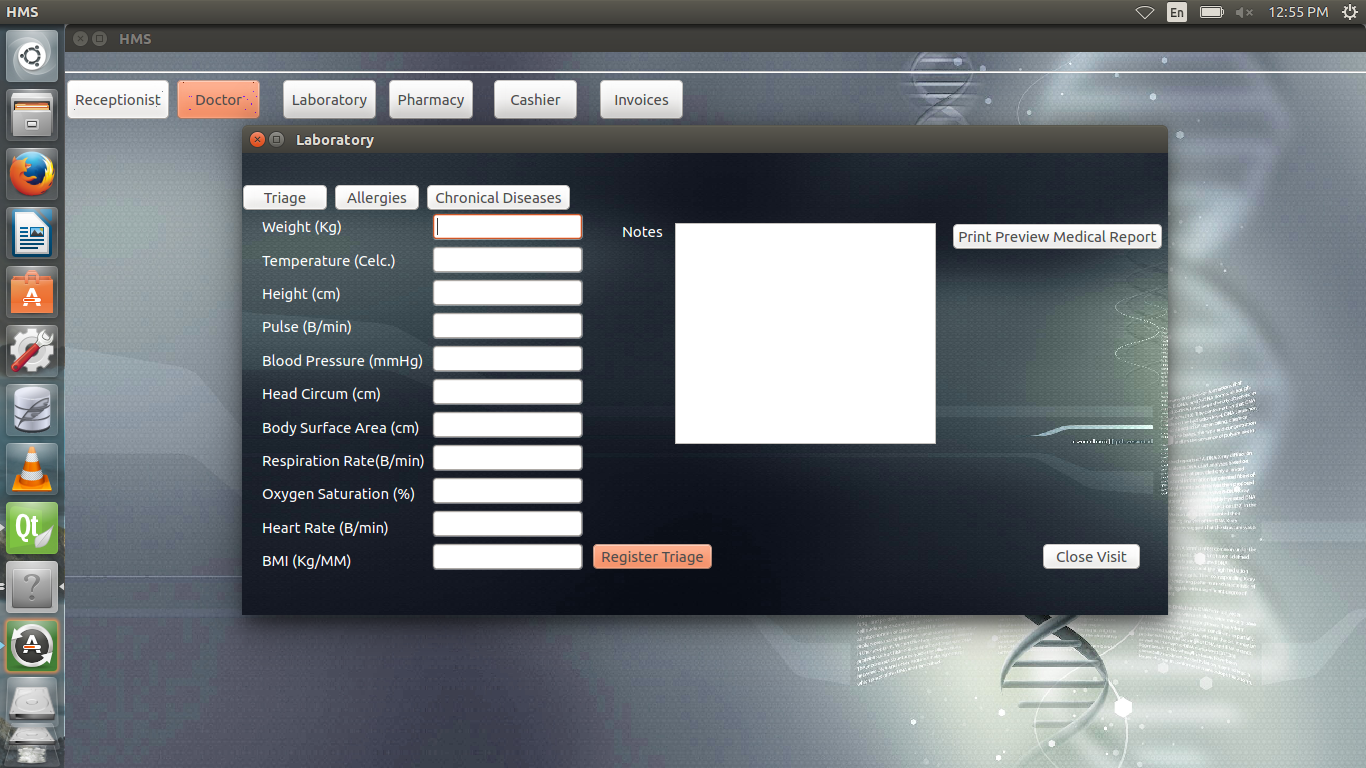 HMS
En
12:55 PM
HMS
Receptionist
Doctor
Laboratory
Pharmacy
Cashier
Invoices
Laboratory
Triage
Allergies
Chronical Diseases
Weight (Kg)
Notes
Print Preview Medical Report
Temperature (Celc.)
Height (cm)
Pulse (B/min)
Blood Pressure (mmHg)
Head Circum (cm)
Body Surface Area (cm)
Respiration Rate(B/min)
Oxygen Saturation (%)
Heart Rate (B/min)
BMI (Kg/MM)
Register Triage
Close Visit
Qt
?
A
A